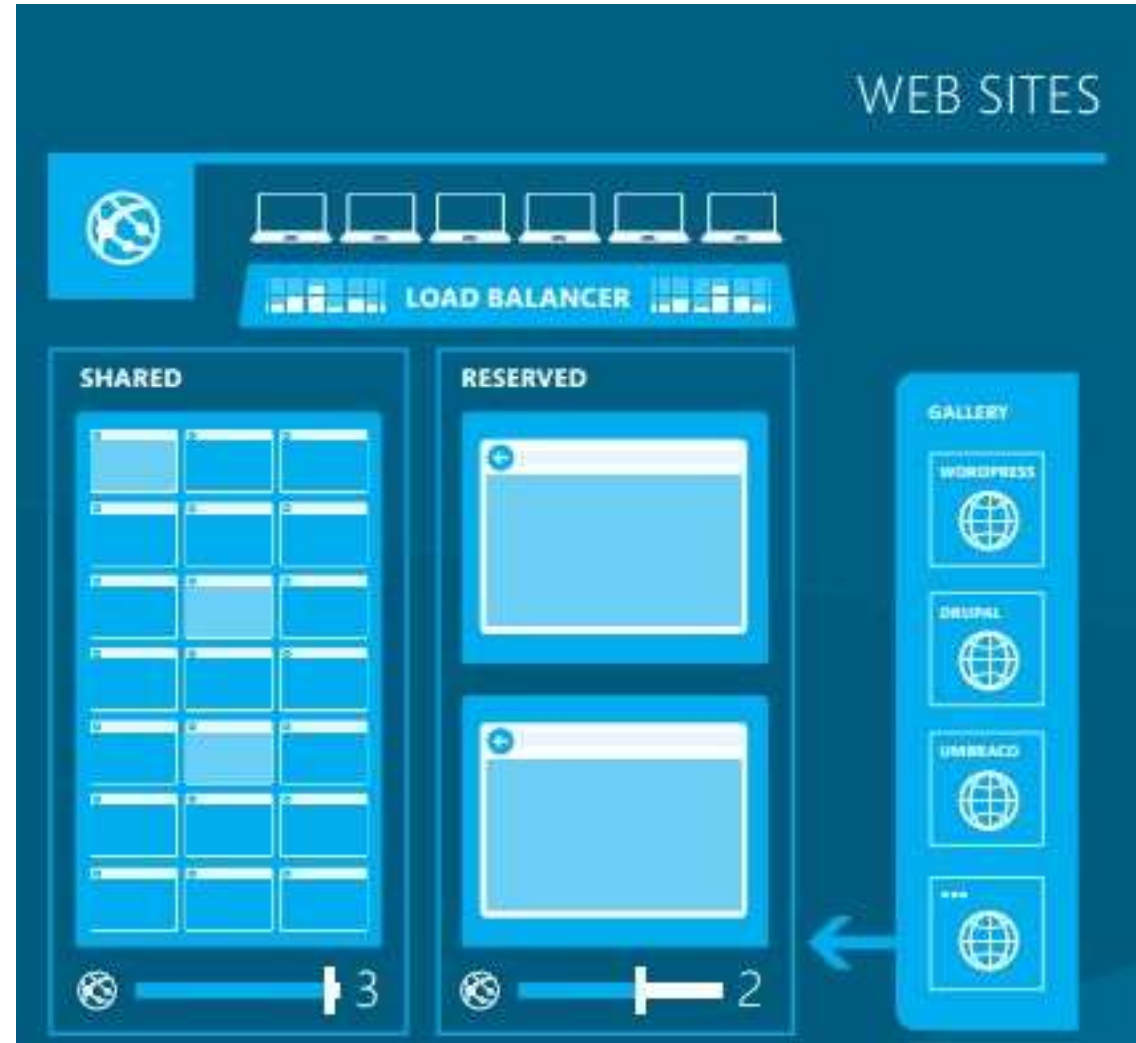 WEB SITES
LOAD BALANCER
SHARED
RESERVED
GALLERY
WORDPRESS
DRUPAL
UMBRACO
...
3
2